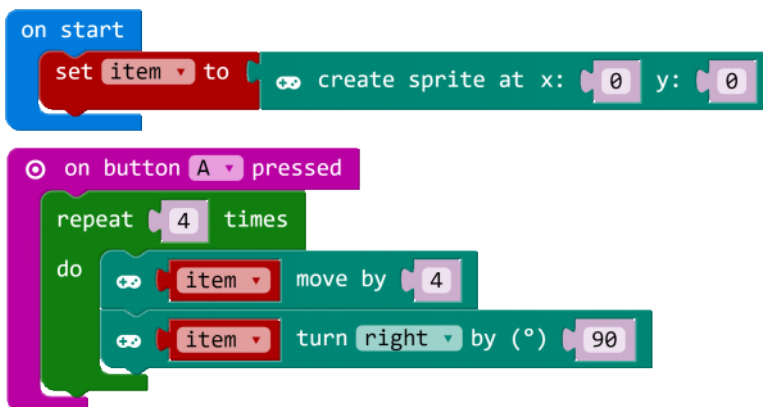 on start
set item to create sprite at x: 0 y: 0
on button A pressed
repeat 4 times
do item move by 4
item turn right by (°) 90